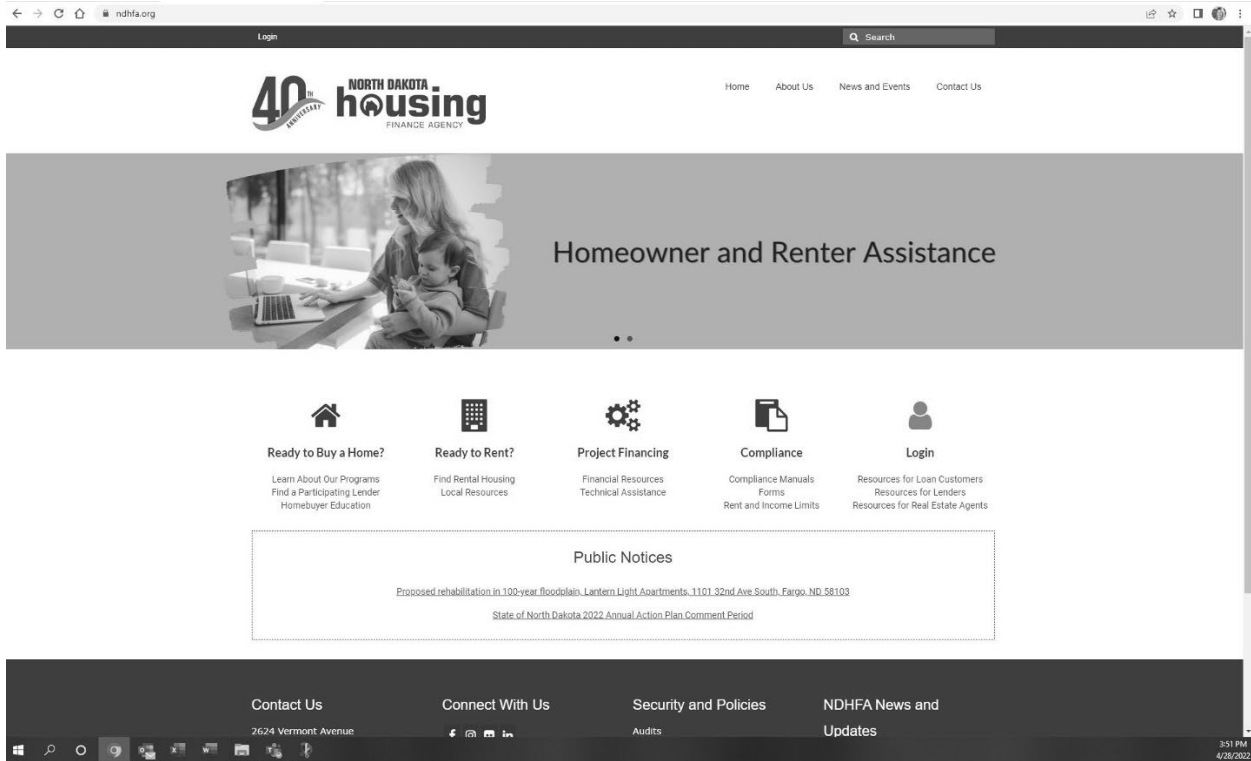 ndhfa.org
Login
Search
40TH ANNIVERSARY
NORTH DAKOTA
housing
FINANCE AGENCY
Home About Us News and Events Contact Us
Homeowner and Renter Assistance
Ready to Buy a Home?
Learn About Our Programs
Find a Participating Lender
Homebuyer Education
Ready to Rent?
Find Rental Housing
Local Resources
Project Financing
Financial Resources
Technical Assistance
Compliance
Compliance Manuals
Forms
Rent and Income Limits
Login
Resources for Loan Customers
Resources for Lenders
Resources for Real Estate Agents
Public Notices
Proposed rehabilitation in 100-year floodplain, Lantern Light Apartments, 1101 32nd Ave South, Fargo, ND 58103
State of North Dakota 2022 Annual Action Plan Comment Period
Contact Us
2624 Vermont Avenue
Connect With Us
Security and Policies
Audits
NDHFA News and
Updates
3:51 PM
4/28/2022